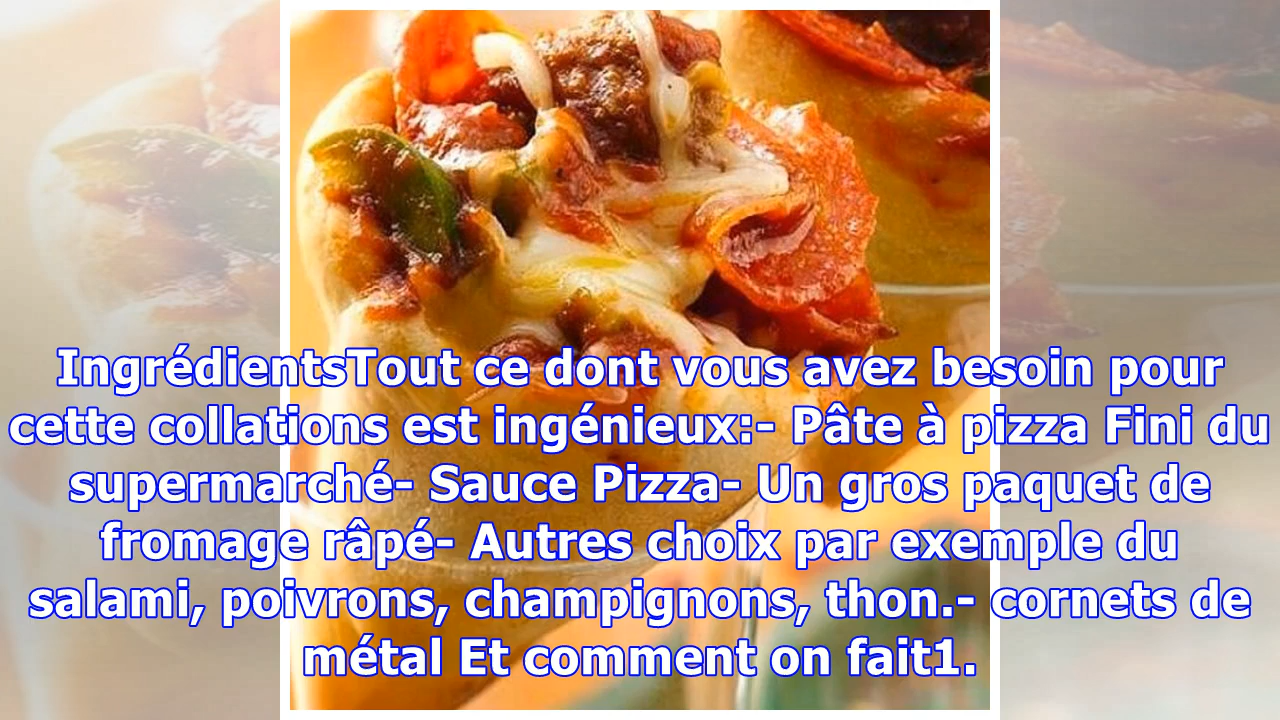 IngrédientsTout ce dont vous avez besoin pour
cette collations est ingénieux:- Pâte à pizza Fini du
supermarché- Sauce Pizza- Un gros paquet de
fromage râpé- Autres choix par exemple du
salami, poivrons, champignons, thon.- cornets de
métal Et comment on fait1.